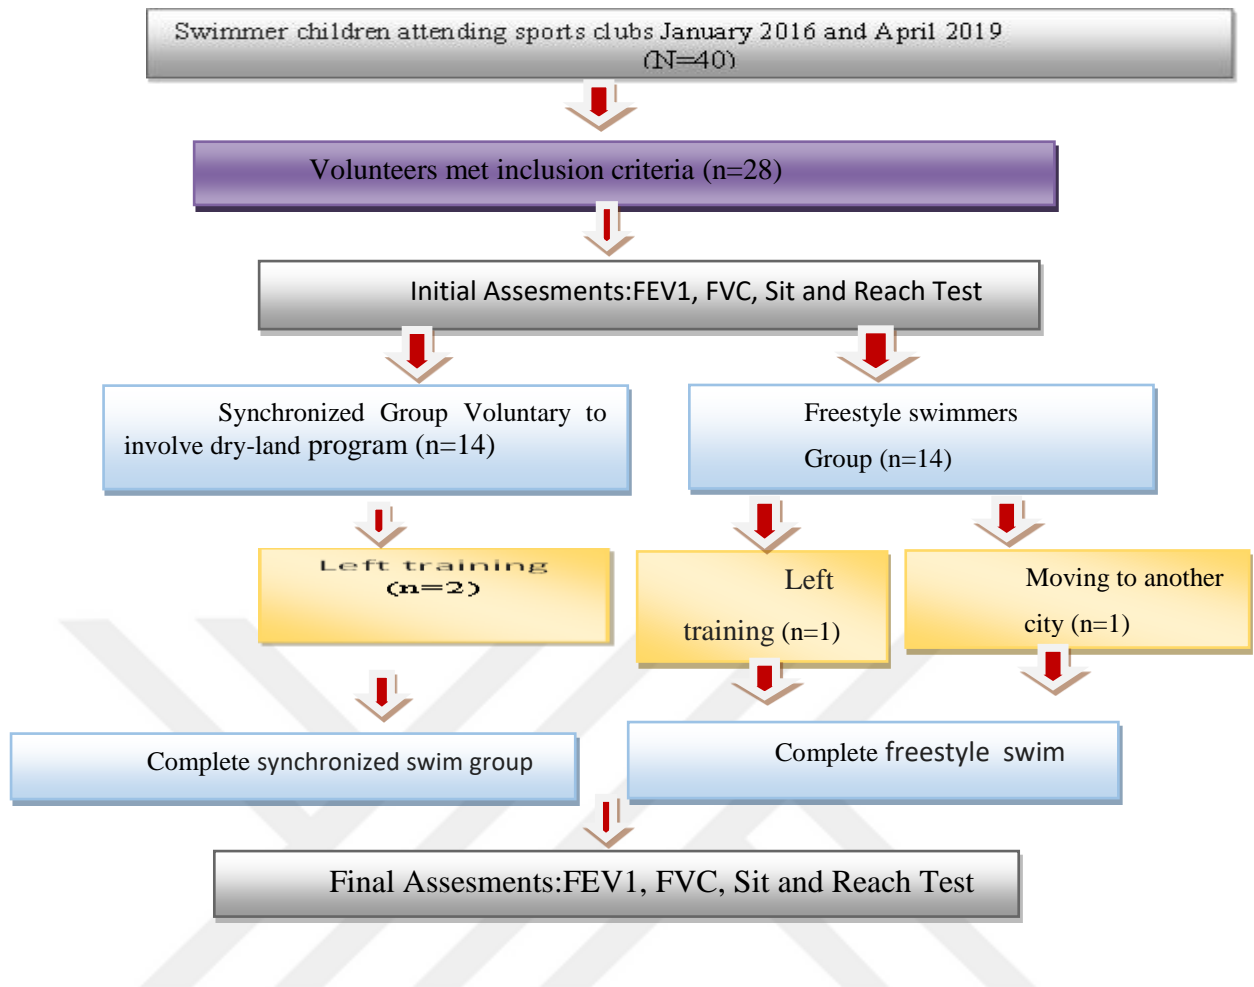 Swimmer children attending sports clubs January 2016 and April 2019
(N=40)
Volunteers met inclusion criteria (n=28)
Initial Assesments:FEV1, FVC, Sit and Reach Test
Synchronized Group Voluntary to
involve dry-land program (n=14)
Freestyle swimmers
Group (n=14)
Left training
(n=2)
Left
training (n=1)
Moving to another
city (n=1)
Complete synchronized swim group
Complete freestyle swim
Final Assesments:FEV1, FVC, Sit and Reach Test